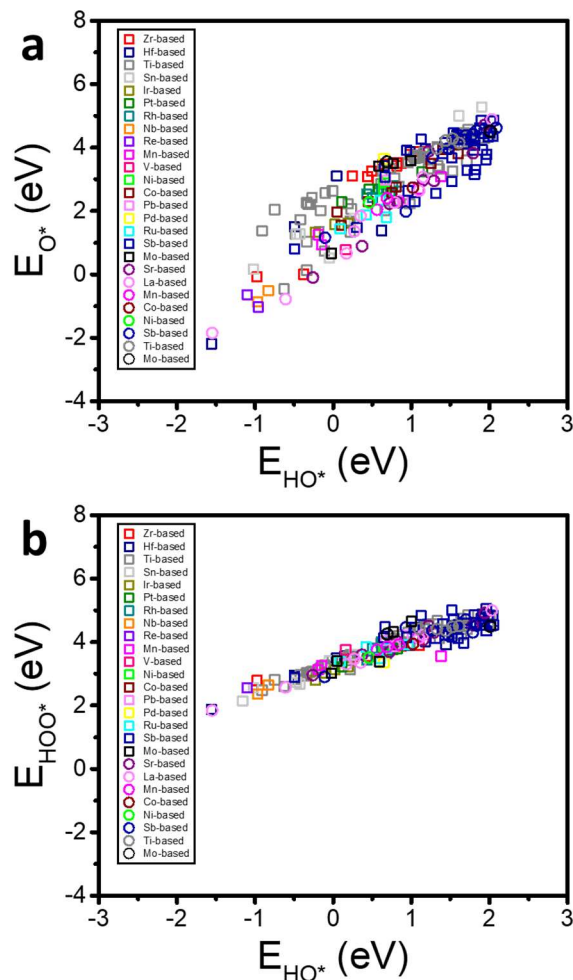 a
8
6
4
2
0
-2
-4
E_O* (eV)
Zr-based
Hf-based
Ti-based
Sn-based
Ir-based
Pt-based
Rh-based
Nb-based
Re-based
Mn-based
V-based
Ni-based
Co-based
Pb-based
Pd-based
Ru-based
Sb-based
Mo-based
Sr-based
La-based
Mn-based
Co-based
Ni-based
Sb-based
Ti-based
Mo-based
-3 -2 -1 0 1 2 3
E_HO* (eV)
b
8
6
4
2
0
-2
-4
E_HOO* (eV)
Zr-based
Hf-based
Ti-based
Sn-based
Ir-based
Pt-based
Rh-based
Nb-based
Re-based
Mn-based
V-based
Ni-based
Co-based
Pb-based
Pd-based
Ru-based
Sb-based
Mo-based
Sr-based
La-based
Mn-based
Co-based
Ni-based
Sb-based
Ti-based
Mo-based
-3 -2 -1 0 1 2 3
E_HO* (eV)